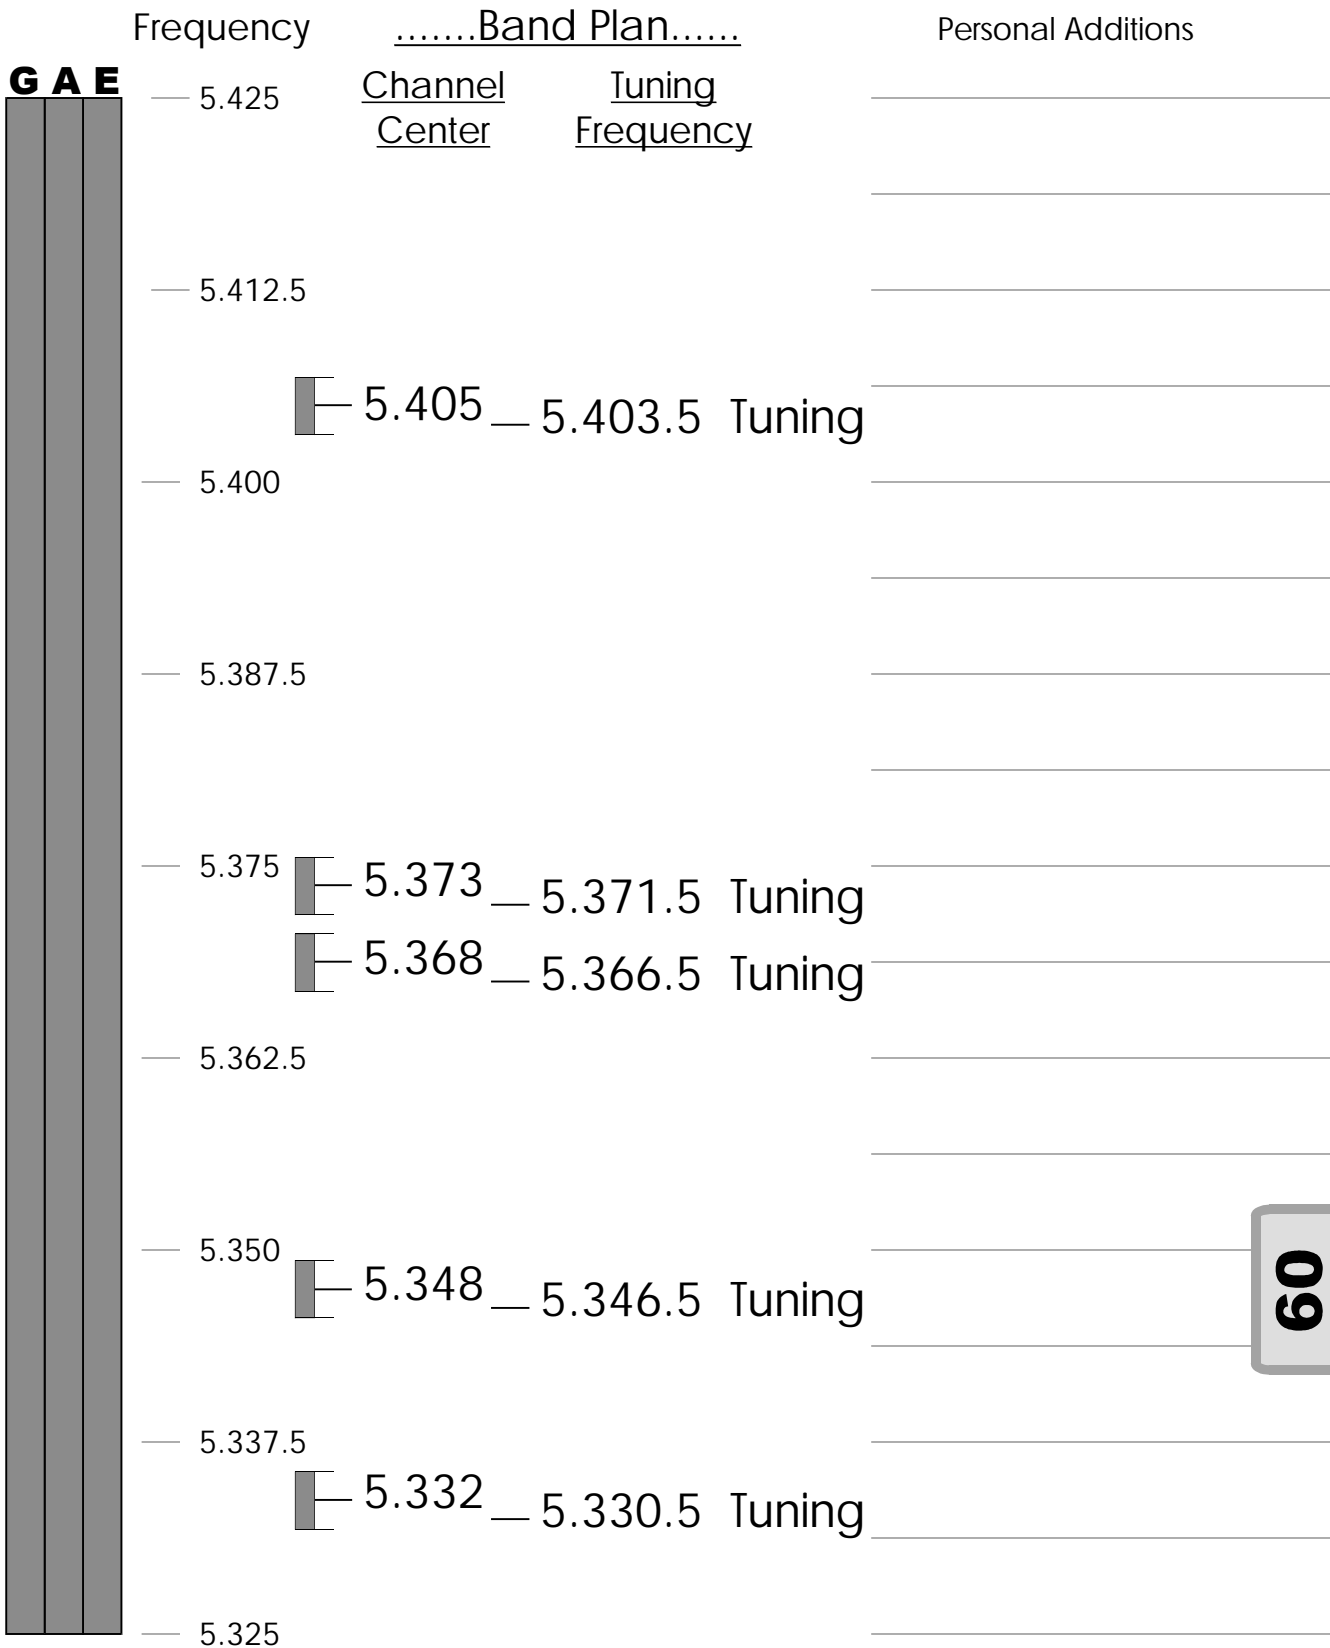 Frequency .......Band Plan...... Personal Additions
G A E
5.425 Channel Center Tuning Frequency
5.412.5
5.405 5.403.5 Tuning
5.400
5.387.5
5.375
5.373 5.371.5 Tuning
5.368 5.366.5 Tuning
5.362.5
5.350
60
5.348 5.346.5 Tuning
5.337.5
5.332 5.330.5 Tuning
5.325